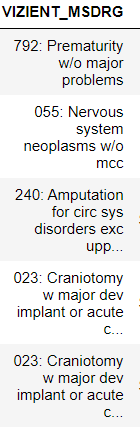 VIZIENT_MSDRG
792: Prematurity
w/o major
problems
055: Nervous
system
neoplasms w/o
mcc
240: Amputation
for circ sys
disorders exc
upp...
023: Craniotomy
w major dev
implant or acute
c...
023: Craniotomy
w major dev
implant or acute
c...